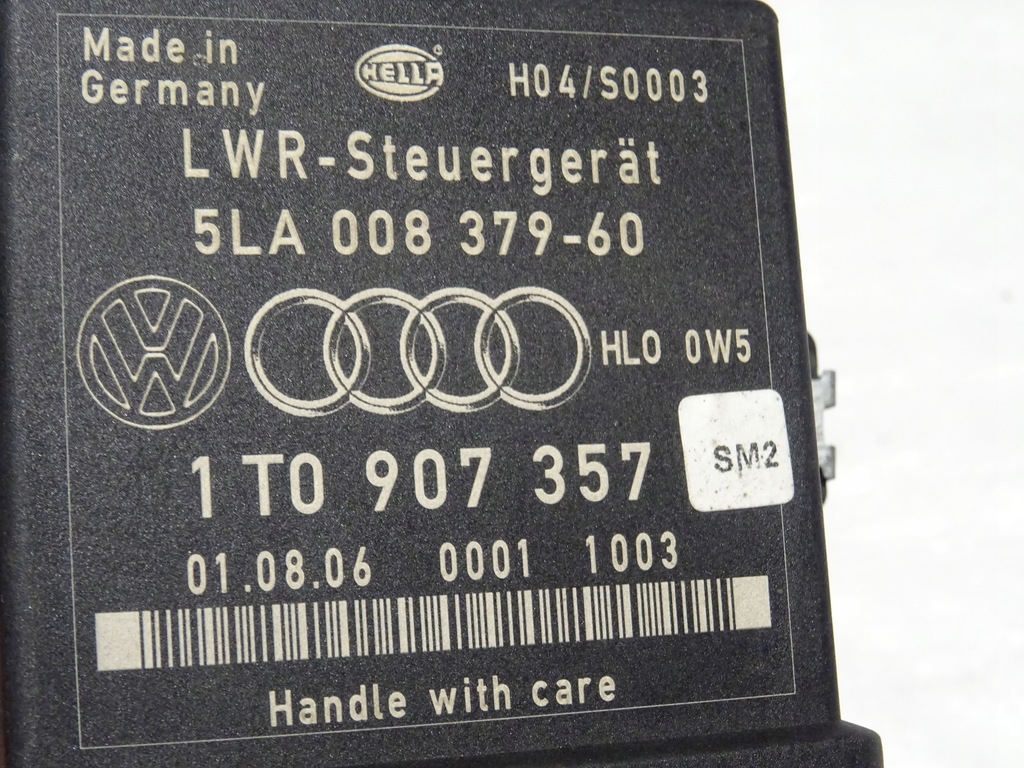 Made in
Germany
HELLA
H04/S0003
LWR-Steuergerät
5LA 008 379-60
VW
HLO 0W5
1T0 907 357
SM2
01.08.06 0001 1003
Handle with care